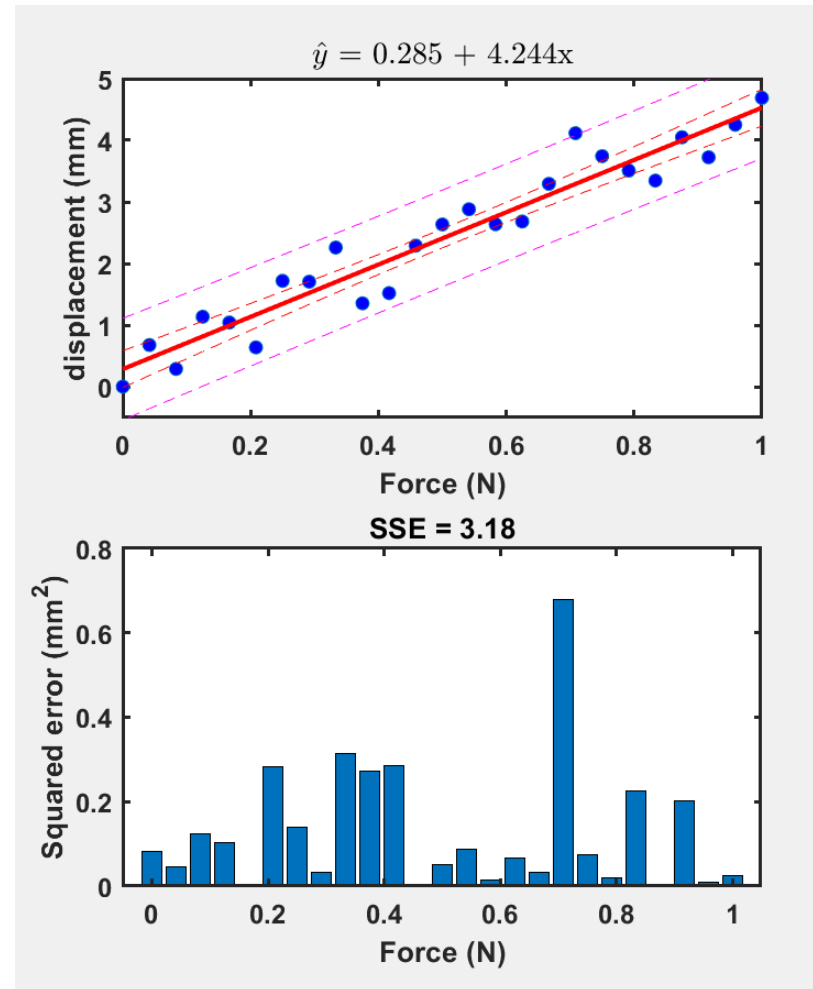 ŷ = 0.285 + 4.244x
5
4
3
2
1
0
displacement (mm)
0 0.2 0.4 0.6 0.8 1
Force (N)
SSE = 3.18
0.8
0.6
0.4
0.2
0
Squared error (mm²)
0 0.2 0.4 0.6 0.8 1
Force (N)